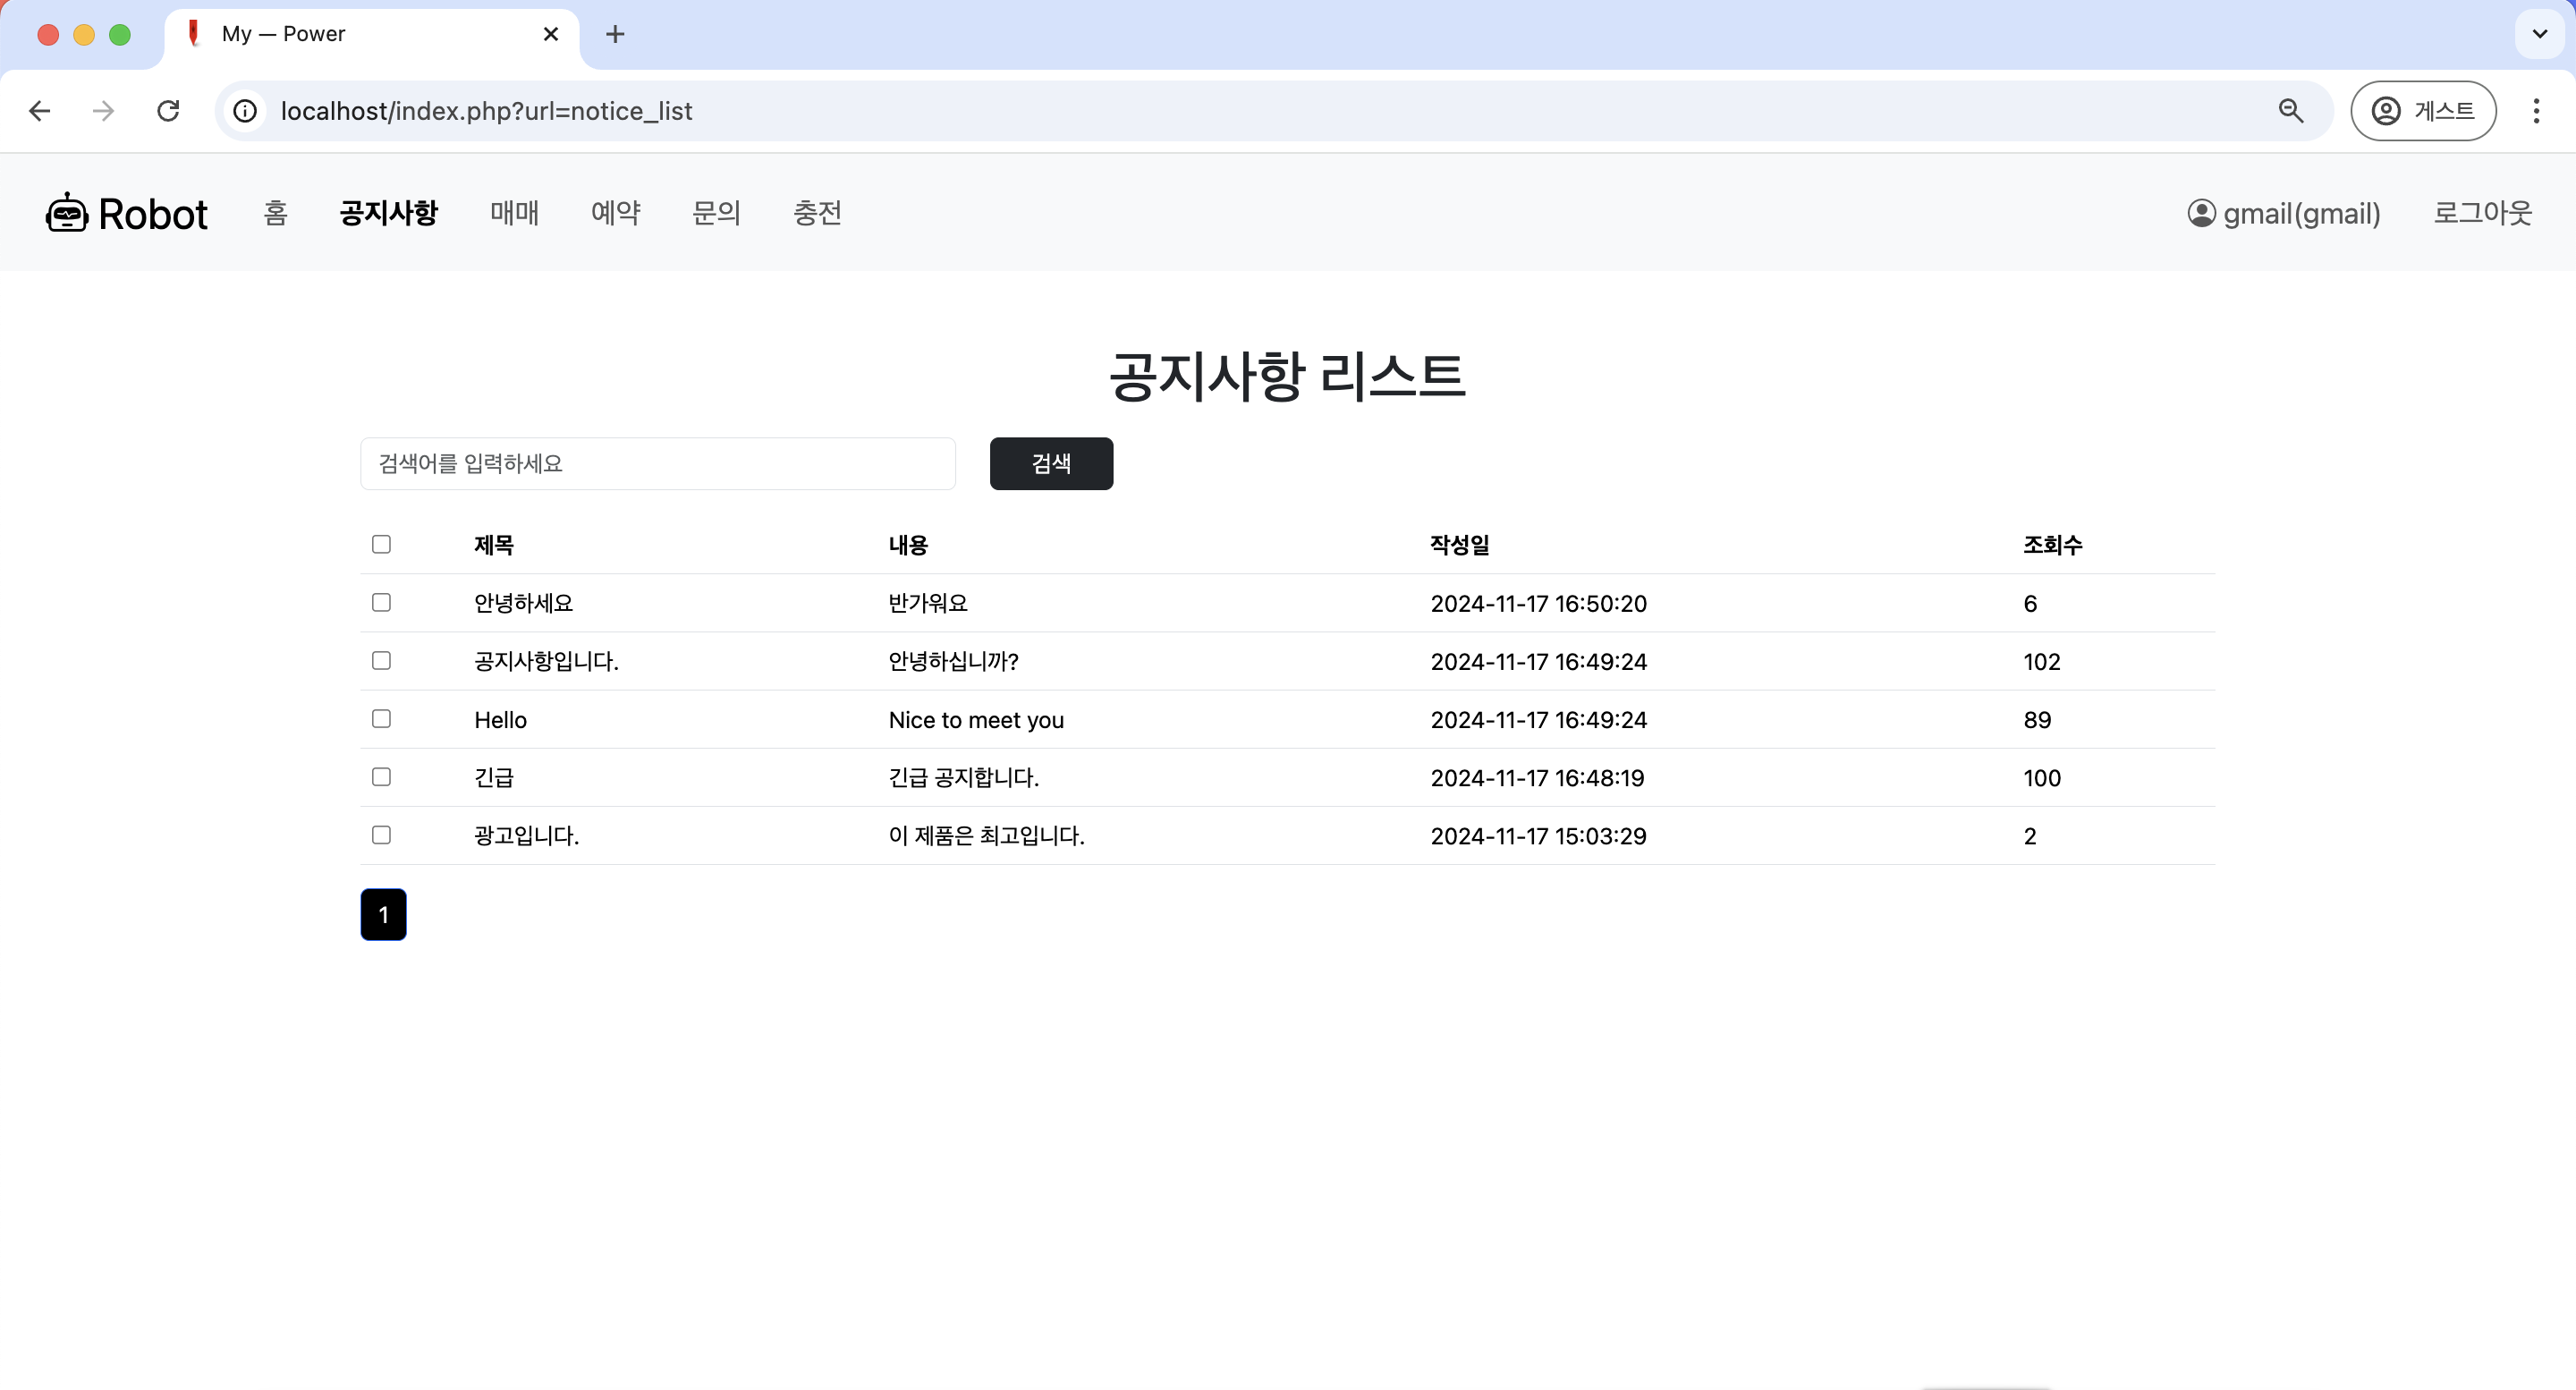 My — Power
localhost/index.php?url=notice_list
게스트
Robot 홈 공지사항 매매 예약 문의 충전 gmail(gmail) 로그아웃
공지사항 리스트
검색어를 입력하세요 검색
제목 내용 작성일 조회수
안녕하세요 반가워요 2024-11-17 16:50:20 6
공지사항입니다. 안녕하십니까? 2024-11-17 16:49:24 102
Hello Nice to meet you 2024-11-17 16:49:24 89
긴급 긴급 공지합니다. 2024-11-17 16:48:19 100
광고입니다. 이 제품은 최고입니다. 2024-11-17 15:03:29 2
1